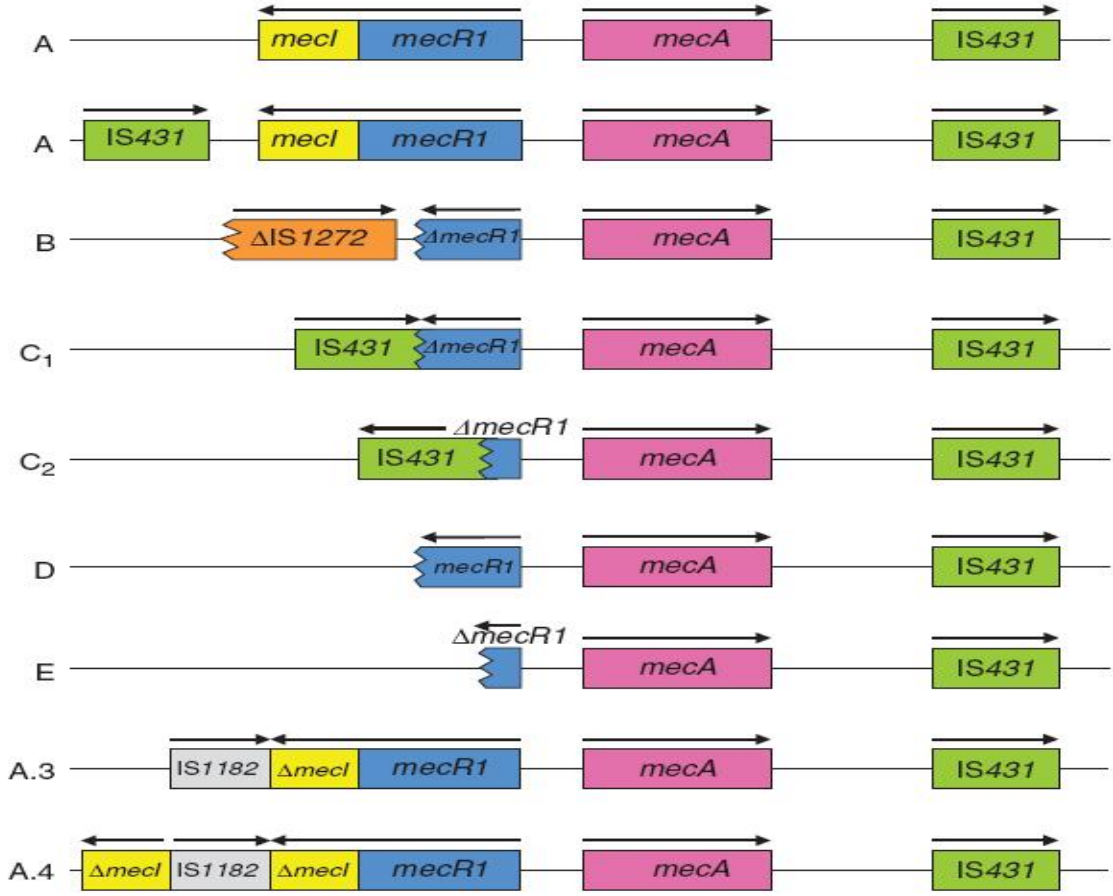 A mecI mecR1 mecA IS431
A IS431 mecI mecR1 mecA IS431
B ΔIS1272 ΔmecR1 mecA IS431
C1 IS431 ΔmecR1 mecA IS431
C2 IS431 ΔmecR1 mecA IS431
D mecR1 mecA IS431
E ΔmecR1 mecA IS431
A.3 IS1182 ΔmecI mecR1 mecA IS431
A.4 ΔmecI IS1182 ΔmecI mecR1 mecA IS431